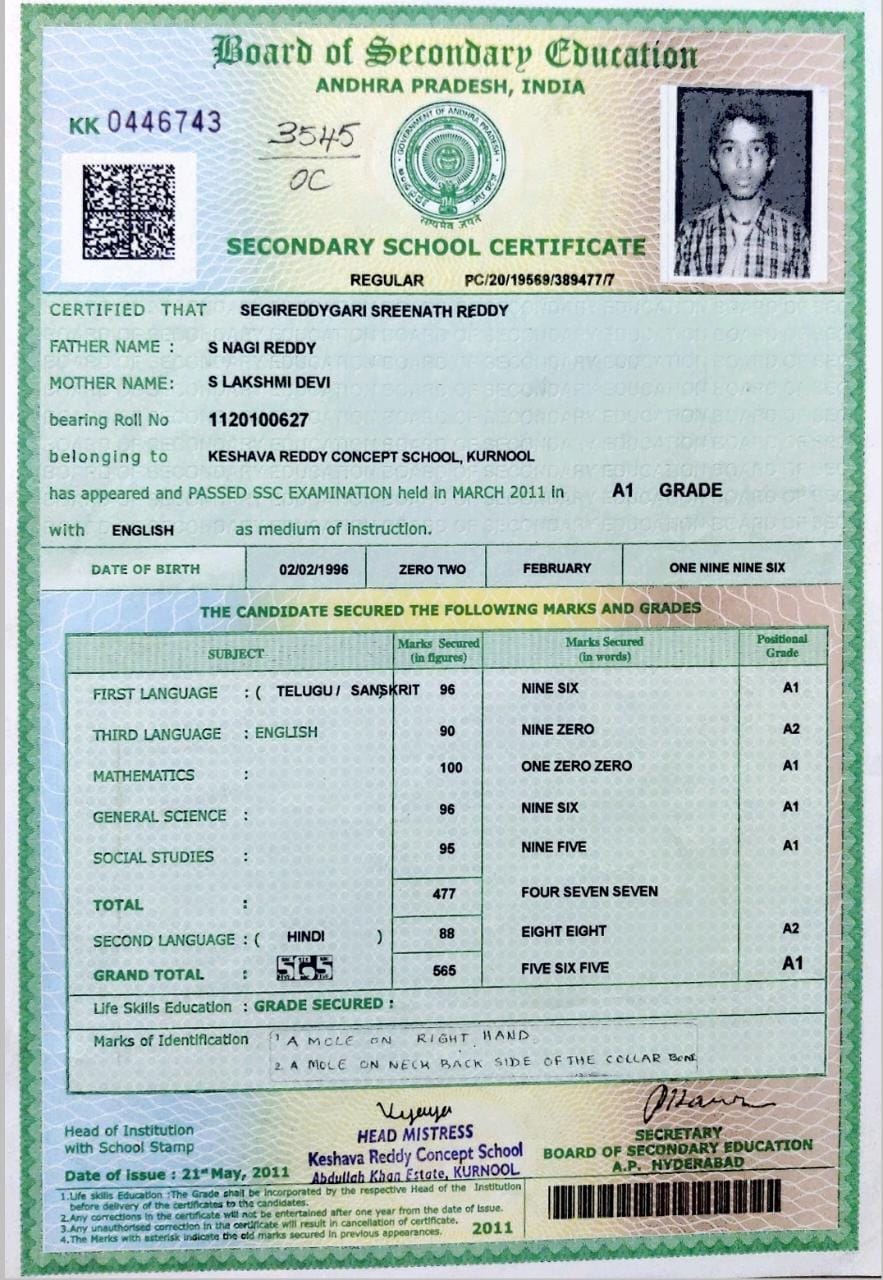 Board of Secondary Education
ANDHRA PRADESH, INDIA
KK 0446743
3545
OC
GOVERNMENT OF ANDHRA PRADESH
सत्यमेव जयते
SECONDARY SCHOOL CERTIFICATE
REGULAR PC/20/19569/389477/7
CERTIFIED THAT SEGIREDDYGARI SREENATH REDDY
FATHER NAME : S NAGI REDDY
MOTHER NAME: S LAKSHMI DEVI
bearing Roll No 1120100627
belonging to KESHAVA REDDY CONCEPT SCHOOL, KURNOOL
has appeared and PASSED SSC EXAMINATION held in MARCH 2011 in A1 GRADE
with ENGLISH as medium of instruction.
DATE OF BIRTH 02/02/1996 ZERO TWO FEBRUARY ONE NINE NINE SIX
THE CANDIDATE SECURED THE FOLLOWING MARKS AND GRADES
SUBJECT Marks Secured (in figures) Marks Secured (in words) Positional Grade
FIRST LANGUAGE : ( TELUGU / SANSKRIT ) 96 NINE SIX A1
THIRD LANGUAGE : ENGLISH 90 NINE ZERO A2
MATHEMATICS : 100 ONE ZERO ZERO A1
GENERAL SCIENCE : 96 NINE SIX A1
SOCIAL STUDIES : 95 NINE FIVE A1
TOTAL : 477 FOUR SEVEN SEVEN
SECOND LANGUAGE : ( HINDI ) 88 EIGHT EIGHT A2
GRAND TOTAL : 565 565 FIVE SIX FIVE A1
Life Skills Education : GRADE SECURED :
Marks of Identification 1 A MOLE ON RIGHT HAND
2. A MOLE ON NECK BACK SIDE OF THE COLLAR BONE
Head of Institution
with School Stamp
HEAD MISTRESS
Keshava Reddy Concept School
Abdullah Khan Estate, KURNOOL
SECRETARY
BOARD OF SECONDARY EDUCATION
A.P. HYDERABAD
Date of issue : 21st May, 2011
1.Life skills Education :The Grade shall be incorporated by the respective Head of the Institution
before delivery of the certificates to the candidates.
2.Any corrections in the certificate will not be entertained after one year from the date of issue.
3.Any unauthorised correction in the certificate will result in cancellation of certificate.
4.The Marks with asterisk indicate the old marks secured in previous appearances.
2011